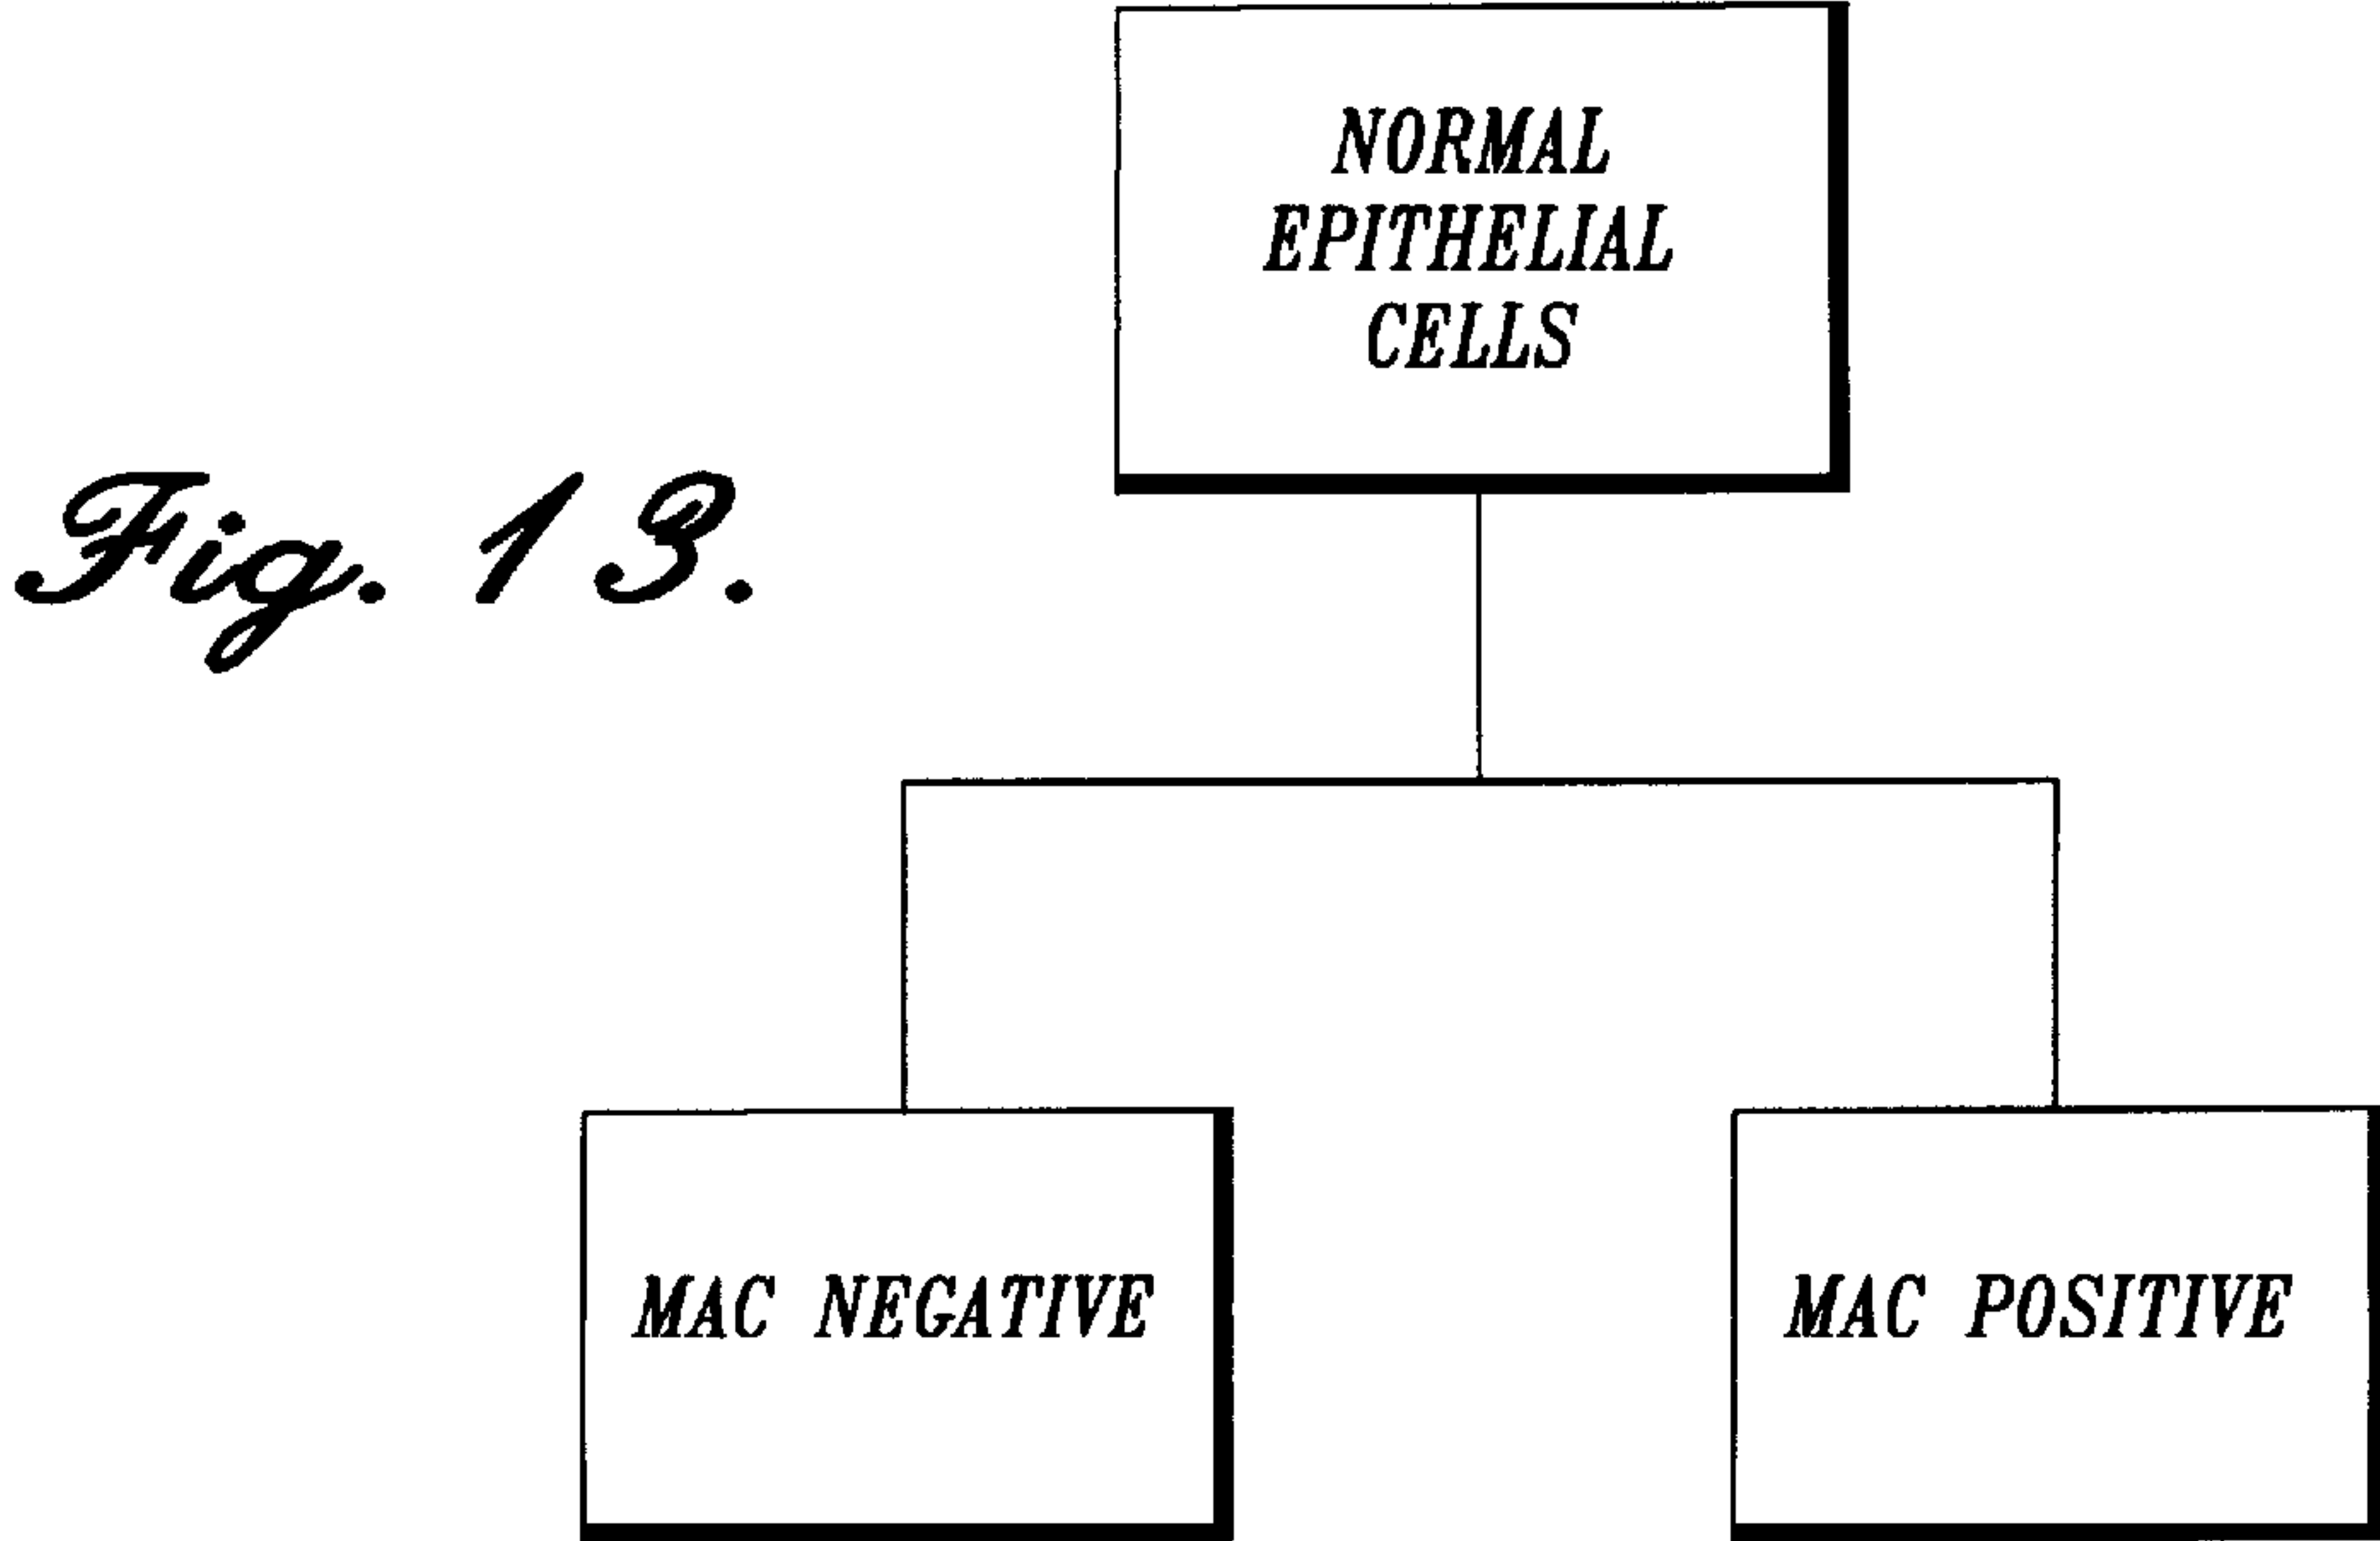 NORMAL
EPITHELIAL
CELLS
Fig. 13.
MAC NEGATIVE
MAC POSITIVE